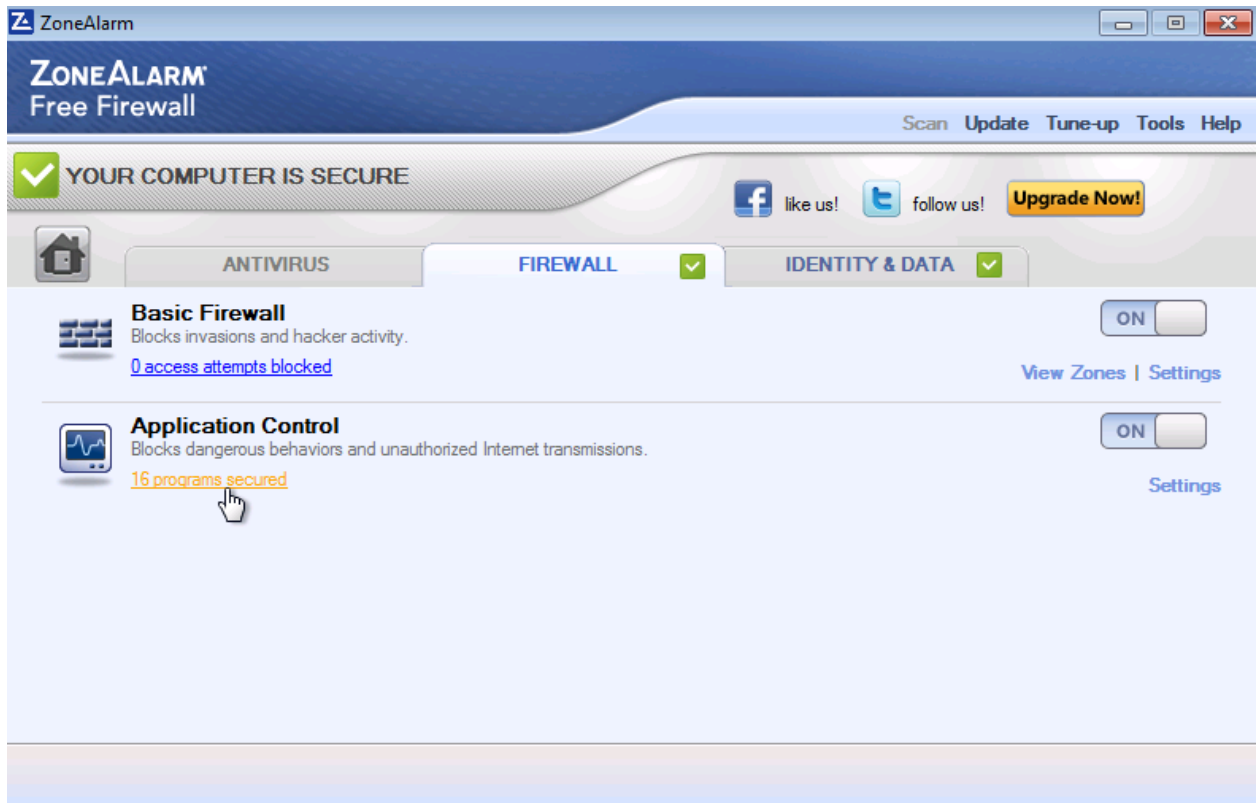 ZoneAlarm
ZONEALARM
Free Firewall
Scan Update Tune-up Tools Help
YOUR COMPUTER IS SECURE
like us! follow us! Upgrade Now!
ANTIVIRUS FIREWALL IDENTITY & DATA
Basic Firewall
Blocks invasions and hacker activity.
ON
0 access attempts blocked
View Zones | Settings
Application Control
Blocks dangerous behaviors and unauthorized Internet transmissions.
ON
16 programs secured
Settings